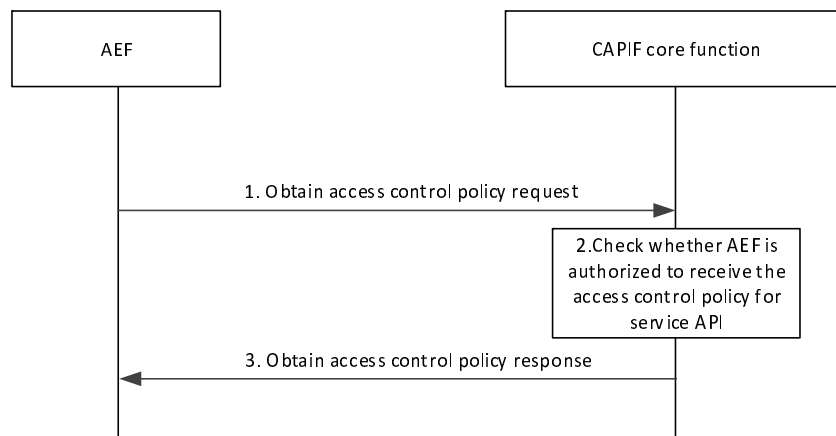 AEF
CAPIF core function
1. Obtain access control policy request
2.Check whether AEF is
authorized to receive the
access control policy for
service API
3. Obtain access control policy response